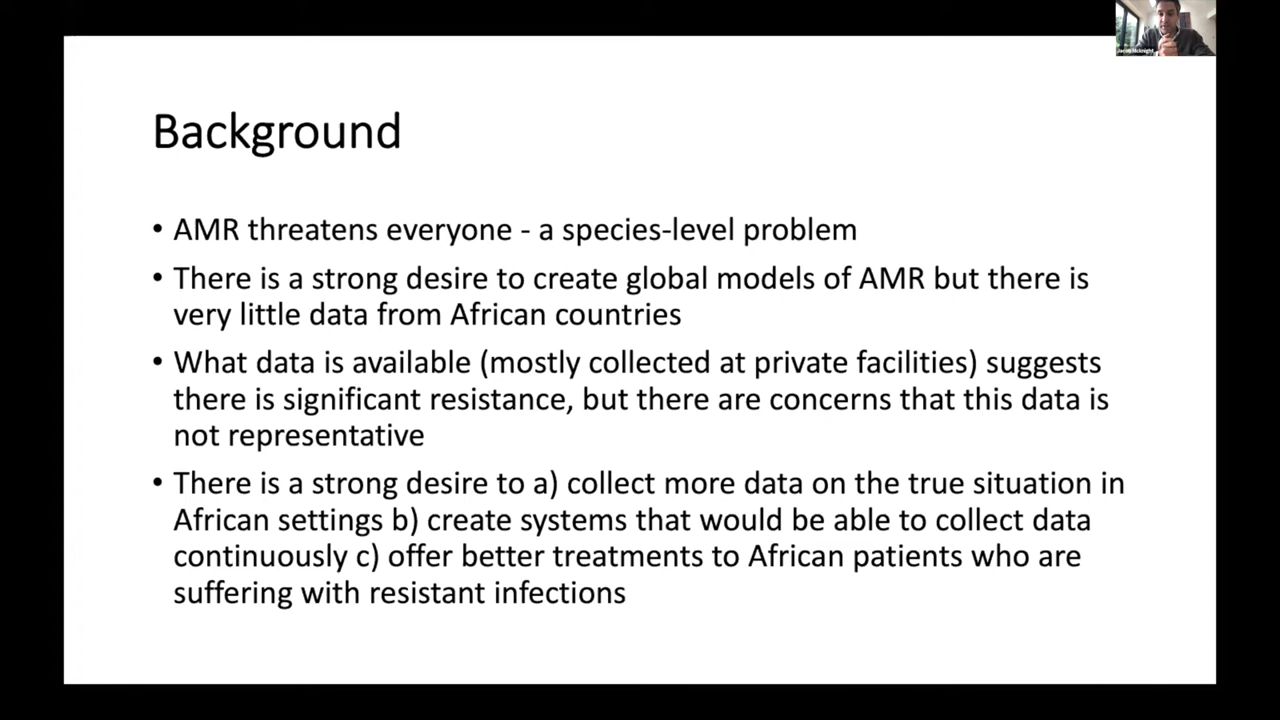 Jacob Mcknight
Background
• AMR threatens everyone - a species-level problem
• There is a strong desire to create global models of AMR but there is
very little data from African countries
• What data is available (mostly collected at private facilities) suggests
there is significant resistance, but there are concerns that this data is
not representative
• There is a strong desire to a) collect more data on the true situation in
African settings b) create systems that would be able to collect data
continuously c) offer better treatments to African patients who are
suffering with resistant infections